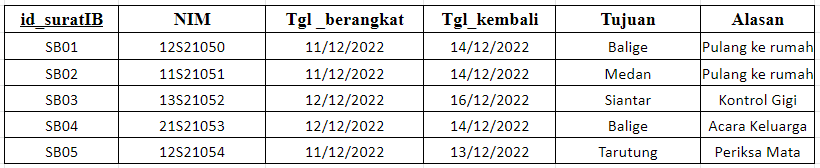 id_suratIB NIM Tgl _berangkat Tgl_kembali Tujuan Alasan
SB01 12S21050 11/12/2022 14/12/2022 Balige Pulang ke rumah
SB02 11S21051 11/12/2022 14/12/2022 Medan Pulang ke rumah
SB03 13S21052 12/12/2022 16/12/2022 Siantar Kontrol Gigi
SB04 21S21053 12/12/2022 14/12/2022 Balige Acara Keluarga
SB05 12S21054 11/12/2022 13/12/2022 Tarutung Periksa Mata